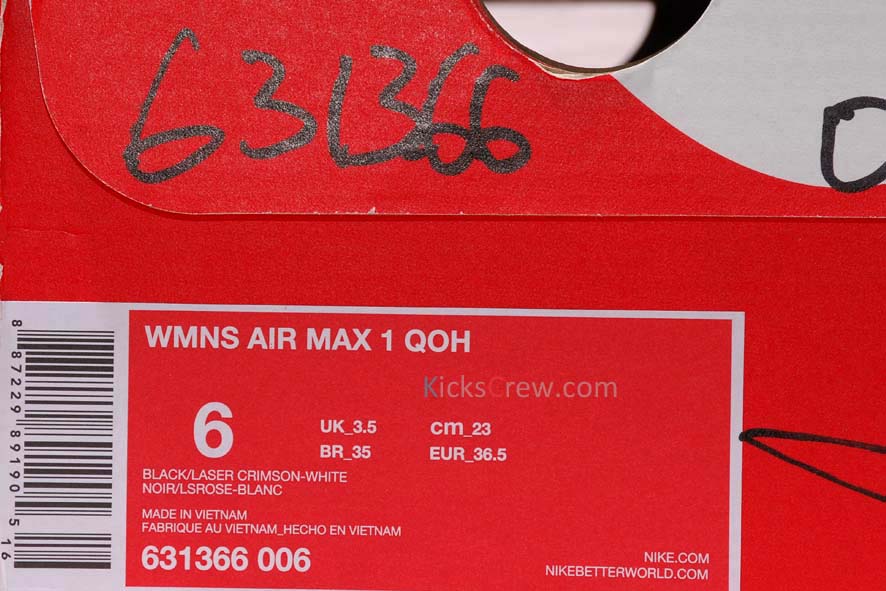 631366
0
WMNS AIR MAX 1 QOH
KicksCrew.com
6
UK_3.5 cm_23
BR_35 EUR_36.5
BLACK/LASER CRIMSON-WHITE
NOIR/LSROSE-BLANC
MADE IN VIETNAM
FABRIQUE AU VIETNAM_HECHO EN VIETNAM
631366 006
NIKE.COM
NIKEBETTERWORLD.COM
8 87229 89190 5 16